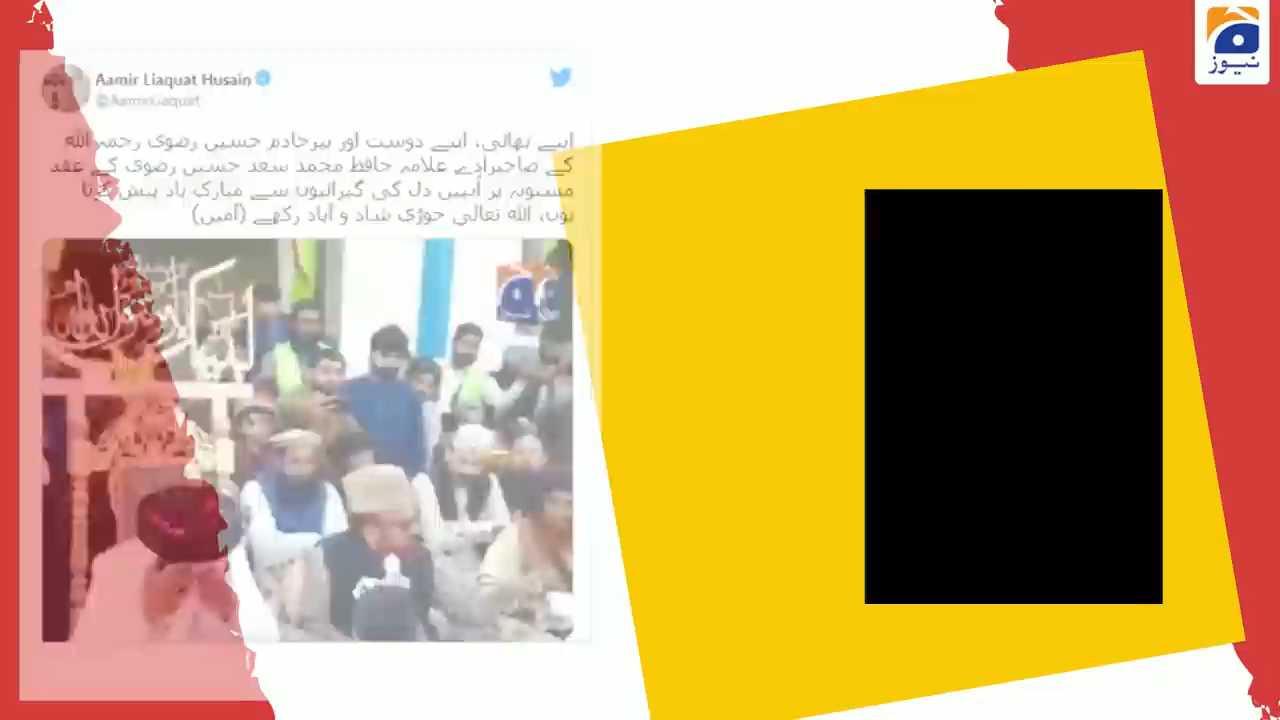 Aamir Liaquat Husain
@AamirLiaquat
اپنے بھائی، اپنے دوست اور پیرخادم حسین رضوی رحمہ اللہ
کے صاحبزادے علامہ حافظ محمد سعد حسین رضوی کے عقد
مسنونہ پر اُنہیں دل کی گہرائیوں سے مبارک باد پیش کرتا
ہوں، اللہ تعالی جوڑی شاد و آباد رکھے (آمین)
نیوز